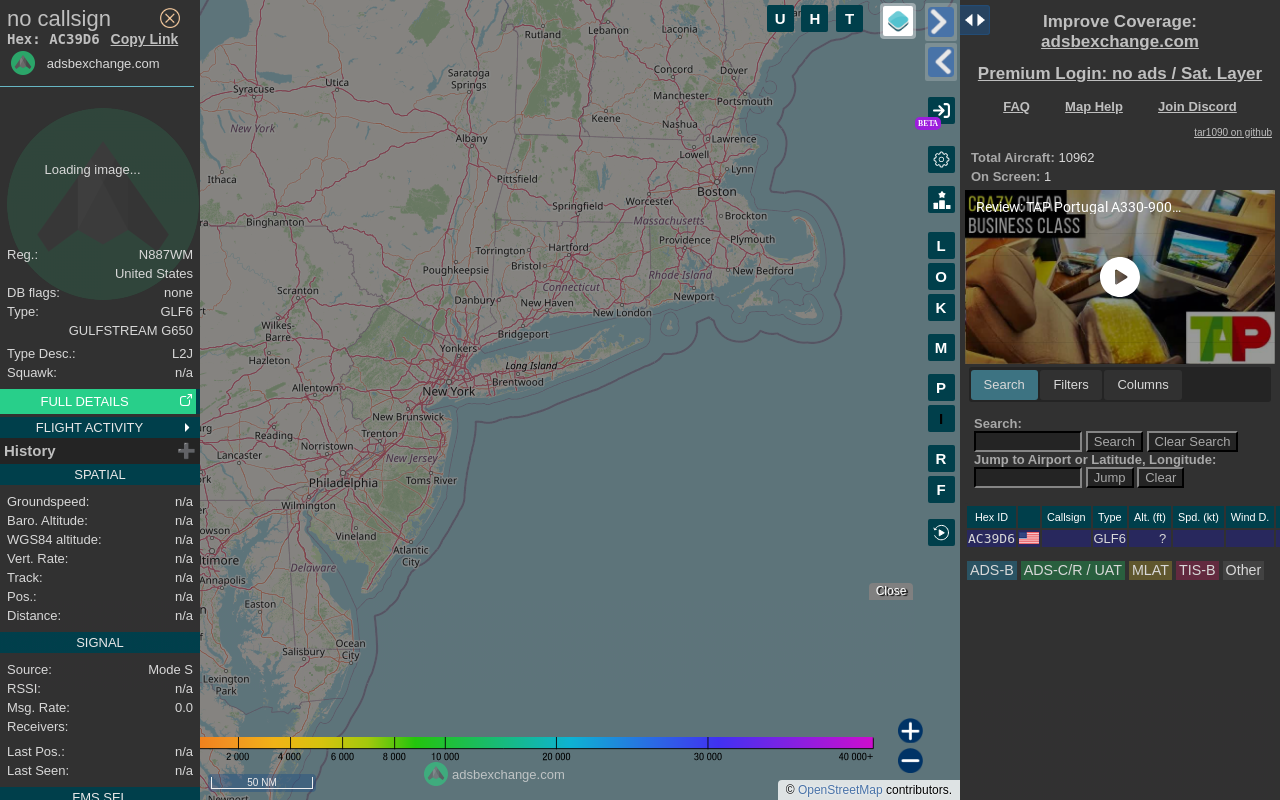 no callsign
Hex: AC39D6 Copy Link
adsbexchange.com
Loading image...
Reg.: N887WM
United States
DB flags: none
Type: GLF6
GULFSTREAM G650
Type Desc.: L2J
Squawk: n/a
FULL DETAILS
FLIGHT ACTIVITY
History
SPATIAL
Groundspeed: n/a
Baro. Altitude: n/a
WGS84 altitude: n/a
Vert. Rate: n/a
Track: n/a
Pos.: n/a
Distance: n/a
SIGNAL
Source: Mode S
RSSI: n/a
Msg. Rate: 0.0
Receivers:
Last Pos.: n/a
Last Seen: n/a
FMS SEL
Rutland
Lebanon
Laconia
Concord
Dover
Saratoga
Springs
Syracuse
Utica
Manchester
Portsmouth
Keene
Nashua
New York
Albany
Lawrence
Lowell
Lynn
Ithaca
Pittsfield
Boston
Worcester
Springfield
Massachusetts
Brockton
Binghamton
Providence
Plymouth
Hartford
Torrington
Bristol
Poughkeepsie
Rhode Island
New Bedford
Connecticut
Scranton
Danbury
New Haven
Newport
New London
Wilkes-
Barre
Bridgeport
Yonkers
Hazleton
Long Island
Brentwood
Allentown
New York
New Brunswick
Reading
Trenton
Norristown
Lancaster
New Jersey
Philadelphia
Toms River
Wilmington
Vineland
Atlantic
City
Delaware
Annapolis
Easton
Ocean
City
Salisbury
Lexington
Park
2 000 4 000 6 000 8 000 10 000 20 000 30 000 40 000+
adsbexchange.com
50 NM
© OpenStreetMap contributors.
U H T
BETA
L
O
K
M
P
I
R
F
Close
Improve Coverage:
adsbexchange.com
Premium Login: no ads / Sat. Layer
FAQ Map Help Join Discord
tar1090 on github
Total Aircraft: 10962
On Screen: 1
CRAZY CHEAP
BUSINESS CLASS
Review: TAP Portugal A330-900...
TAP
Search Filters Columns
Search:
Search Clear Search
Jump to Airport or Latitude, Longitude:
Jump Clear
Hex ID Callsign Type Alt. (ft) Spd. (kt) Wind D.
AC39D6 GLF6 ?
ADS-B ADS-C/R / UAT MLAT TIS-B Other